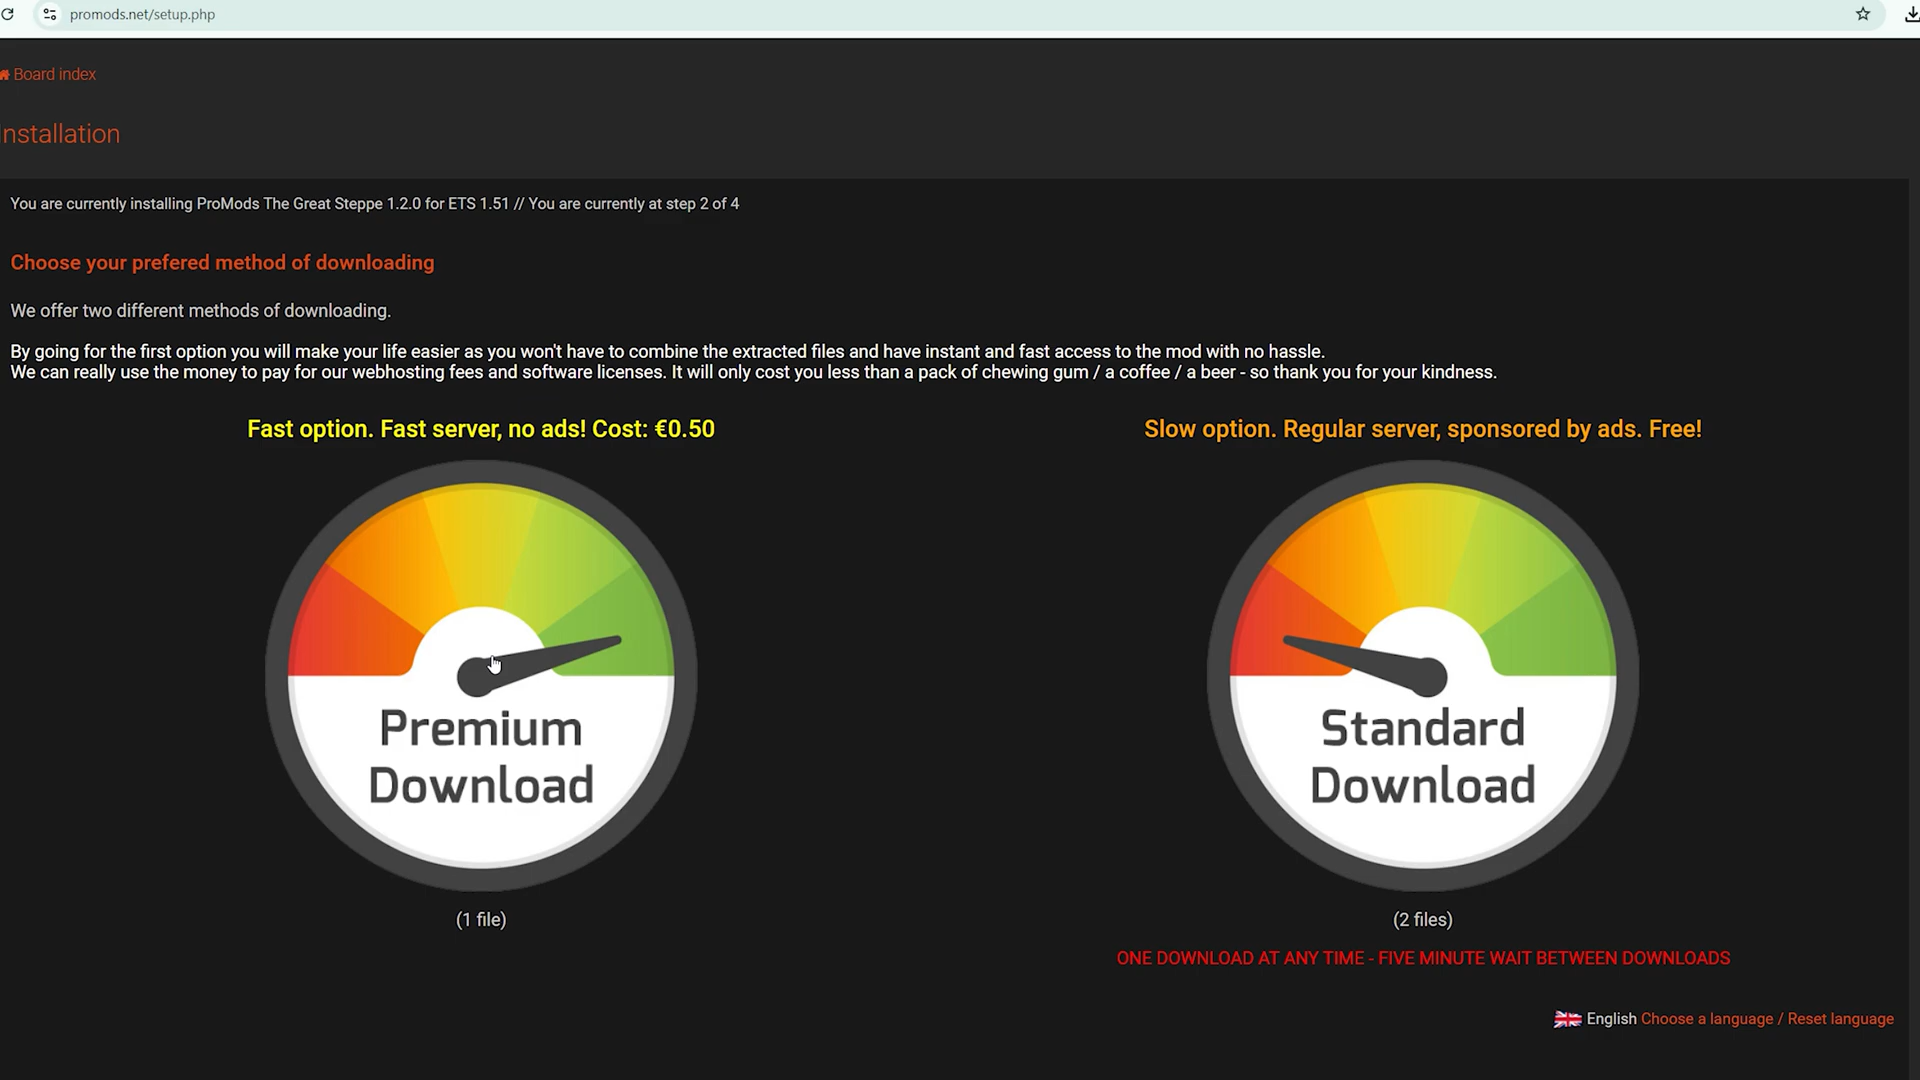 promods.net/setup.php
Board index
Installation
You are currently installing ProMods The Great Steppe 1.2.0 for ETS 1.51 // You are currently at step 2 of 4
Choose your prefered method of downloading
We offer two different methods of downloading.
By going for the first option you will make your life easier as you won't have to combine the extracted files and have instant and fast access to the mod with no hassle.
We can really use the money to pay for our webhosting fees and software licenses. It will only cost you less than a pack of chewing gum / a coffee / a beer - so thank you for your kindness.
Fast option. Fast server, no ads! Cost: €0.50
Premium
Download
(1 file)
Slow option. Regular server, sponsored by ads. Free!
Standard
Download
(2 files)
ONE DOWNLOAD AT ANY TIME - FIVE MINUTE WAIT BETWEEN DOWNLOADS
English Choose a language / Reset language